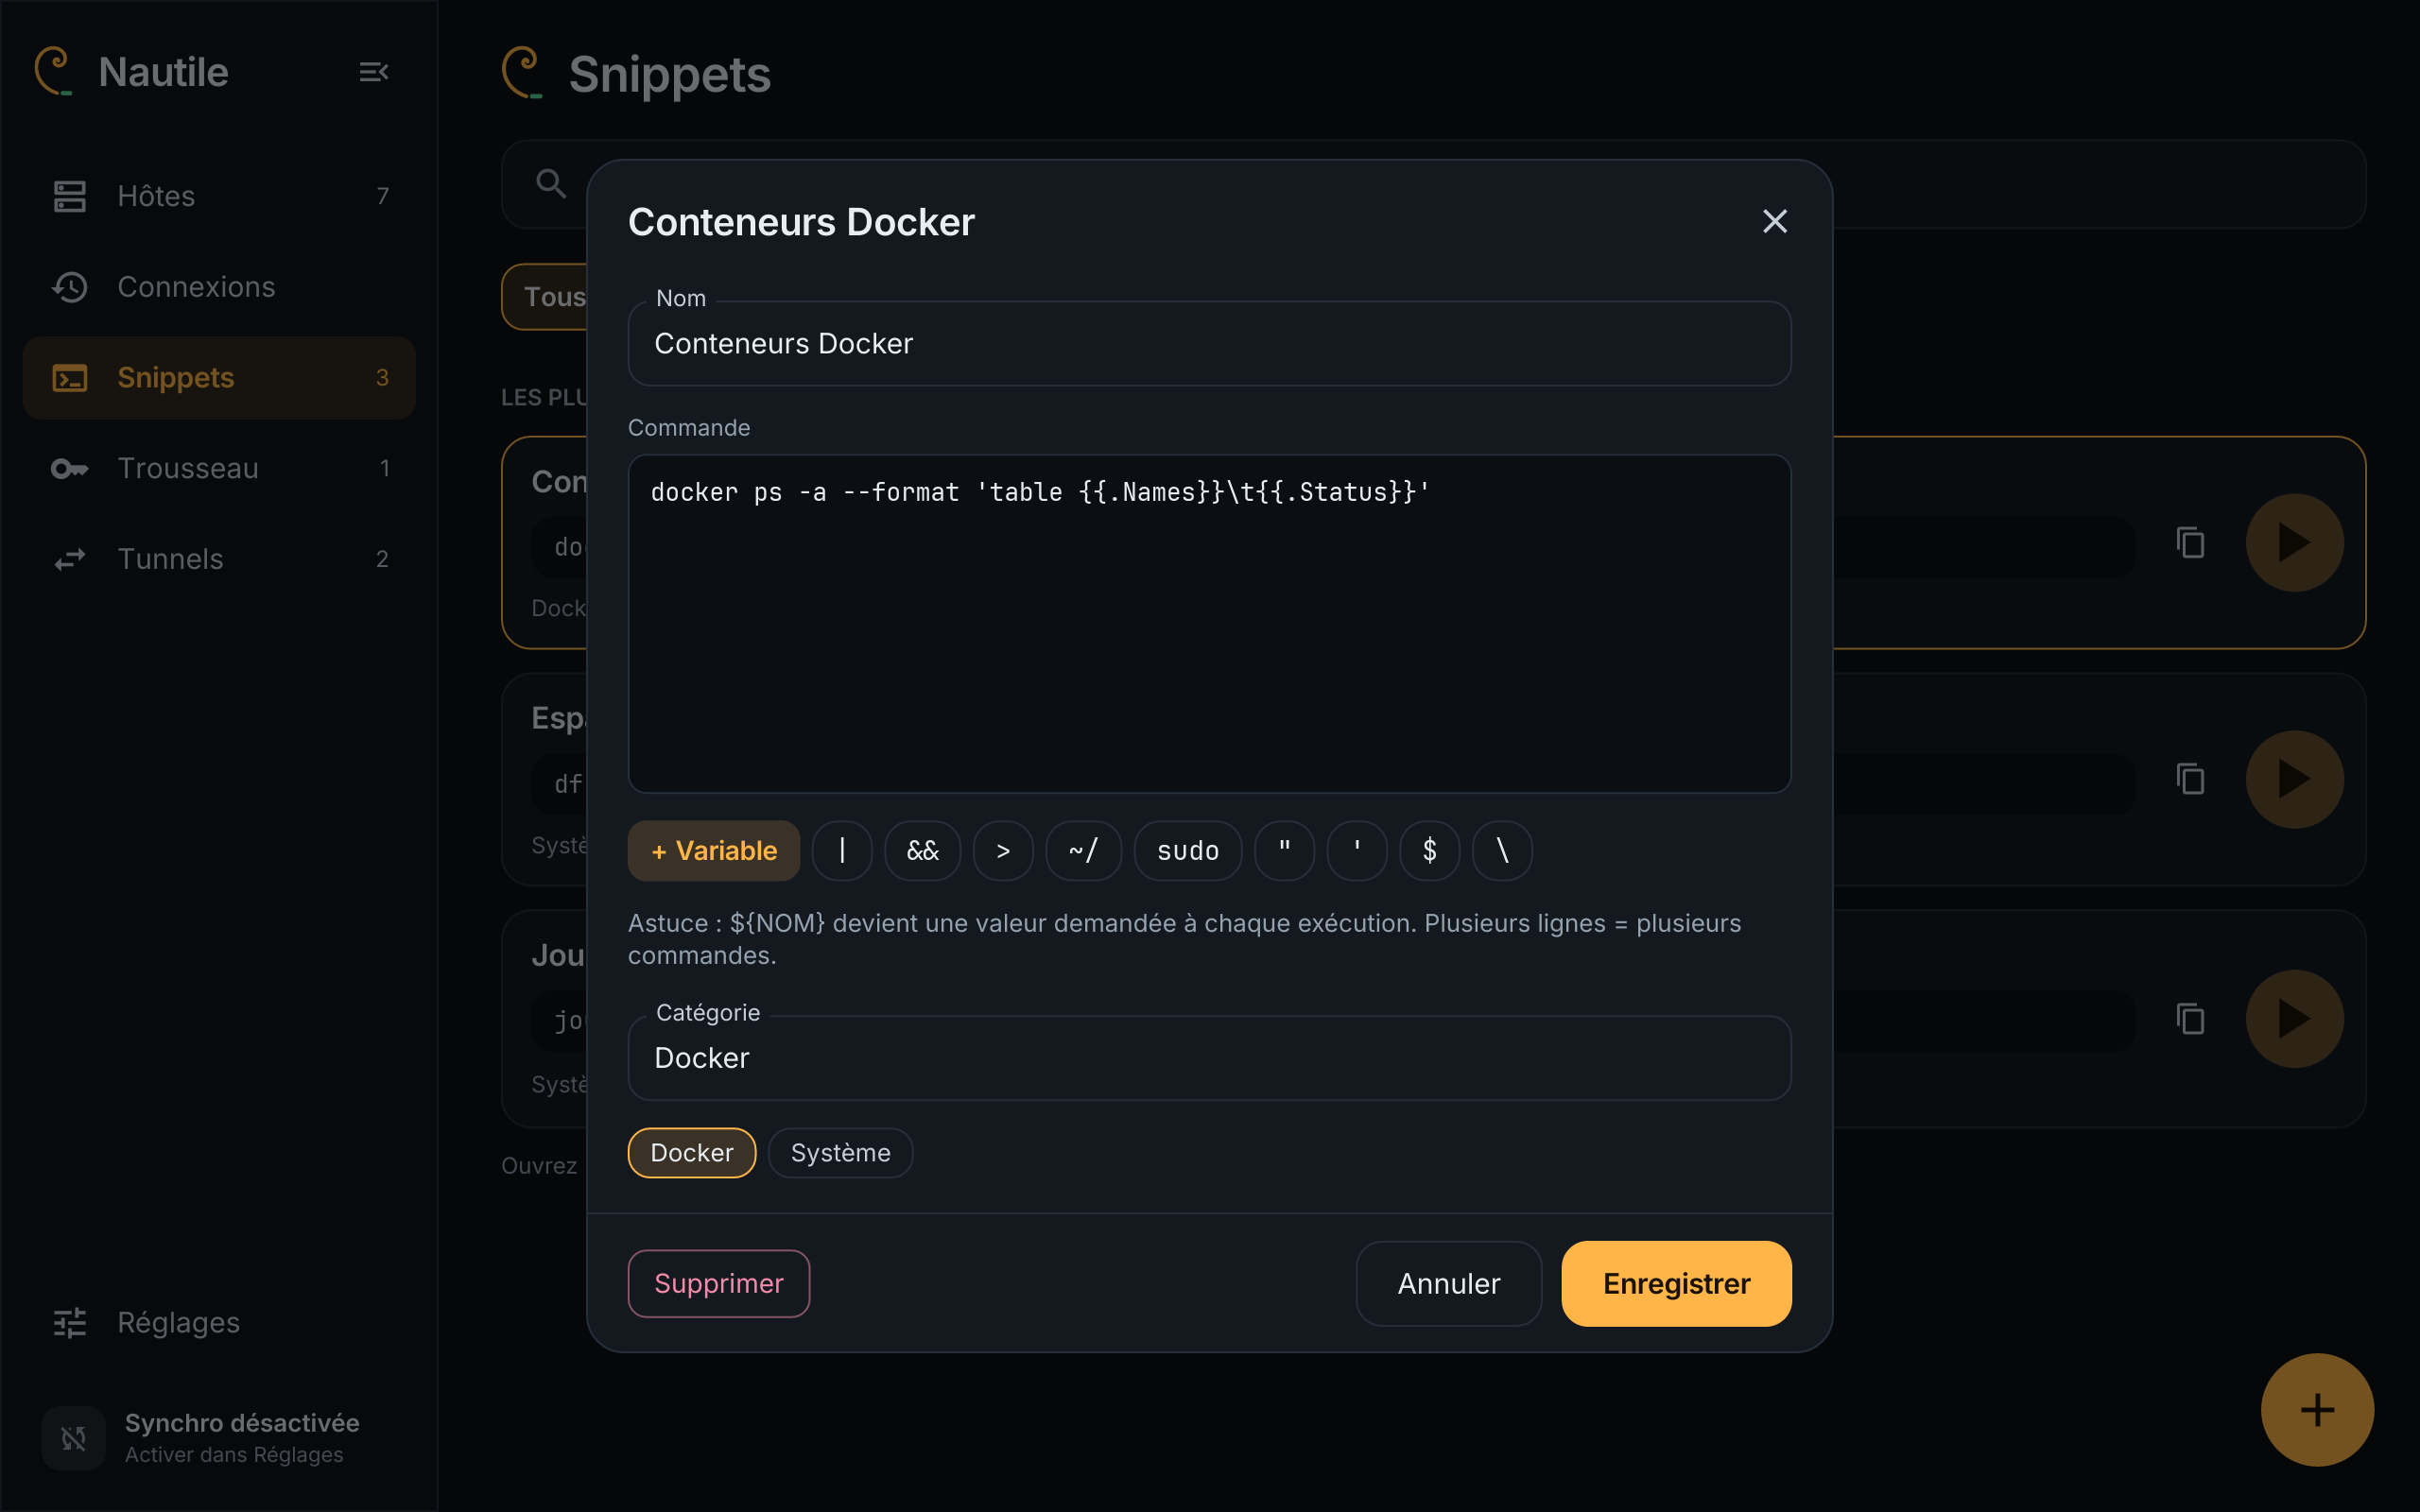 Nautile
Hôtes 7
Connexions
Snippets 3
Trousseau 1
Tunnels 2
Réglages
Synchro désactivée
Activer dans Réglages
Snippets
Tous
LES PLU
Con
Dock
df
Systè
Jou
Systè
Ouvrez
Conteneurs Docker
Nom
Conteneurs Docker
Commande
docker ps -a --format 'table {{.Names}}\t{{.Status}}'
+ Variable | && > ~/ sudo " ' $ \
Astuce : ${NOM} devient une valeur demandée à chaque exécution. Plusieurs lignes = plusieurs
commandes.
Catégorie
Docker
Docker Système
Supprimer Annuler Enregistrer